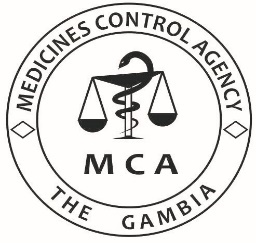 MEDICINES CONTROL AGENCY
MCA
THE GAMBIA